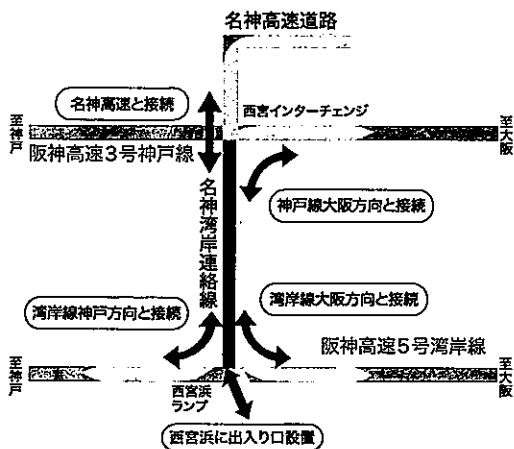 名神高速道路
名神高速と接続
西宮インターチェンジ
至神戸
至大阪
阪神高速3号神戸線
名神湾岸連絡線
神戸線大阪方向と接続
湾岸線神戸方向と接続
湾岸線大阪方向と接続
阪神高速5号湾岸線
至神戸
至大阪
西宮浜
ランプ
西宮浜に出入り口設置